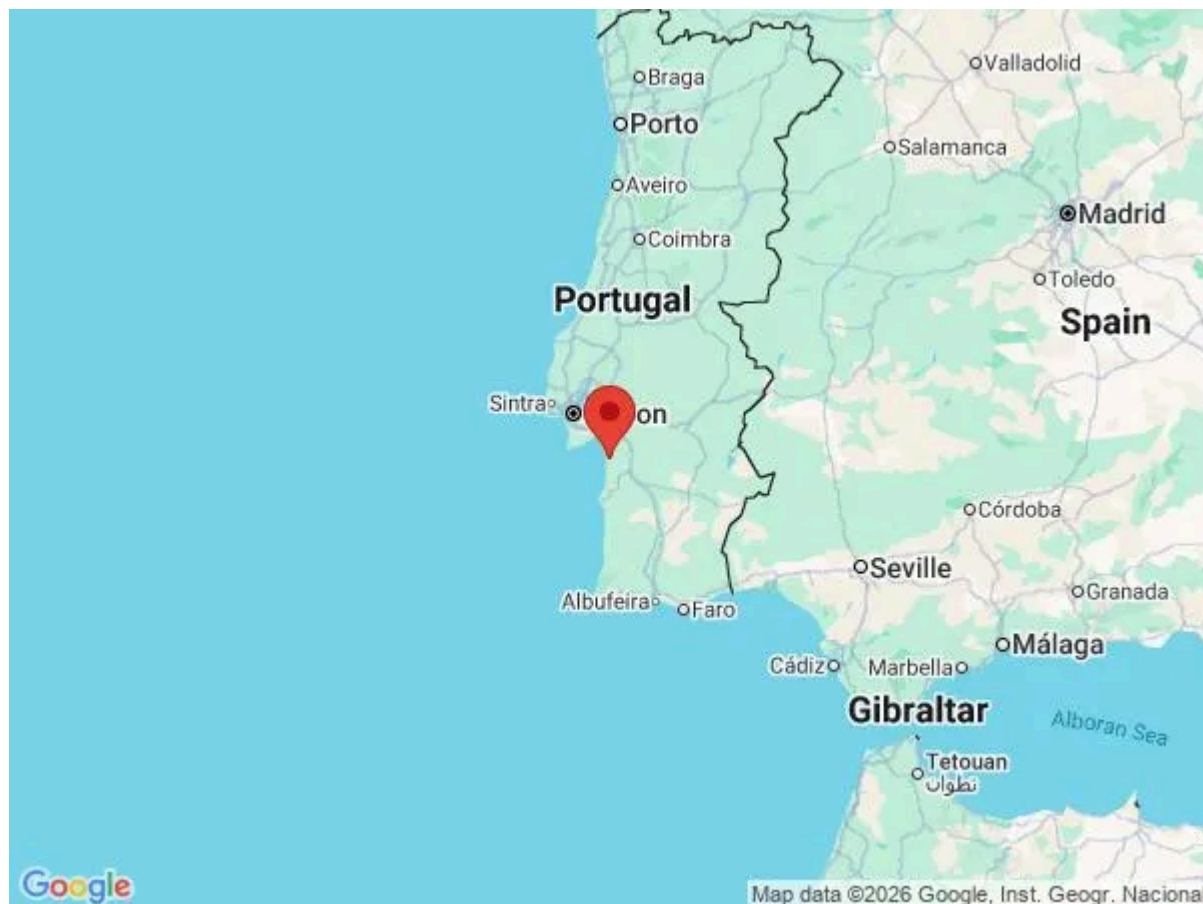 Braga
Valladolid
Porto
Salamanca
Aveiro
Madrid
Coimbra
Toledo
Portugal
Spain
Sintra
on
Córdoba
Seville
Granada
Albufeira
Faro
Málaga
Cádiz
Marbella
Gibraltar
Alboran Sea
Tetouan
تطوان
Google
Map data ©2026 Google, Inst. Geogr. Nacional